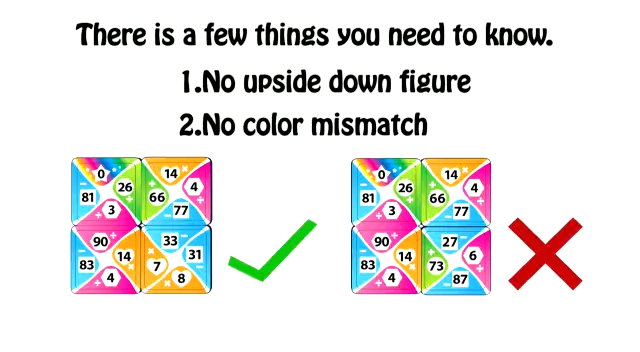 There is a few things you need to know.
1.No upside down figure
2.No color mismatch
0 14 0 14
26 4 26 4
81 66 81 66
3 77 3 77
90 33 90 27
31 6
83 14 7 83 14 73
4 8 4 87